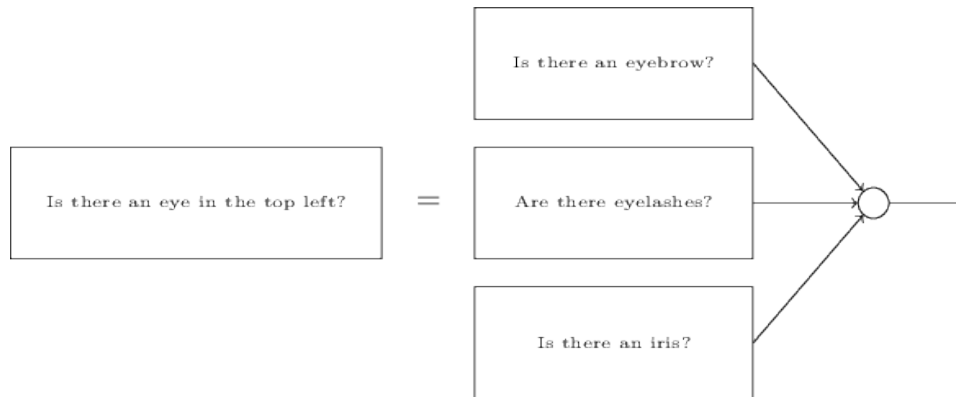 Is there an eyebrow?
Is there an eye in the top left?
=
Are there eyelashes?
Is there an iris?